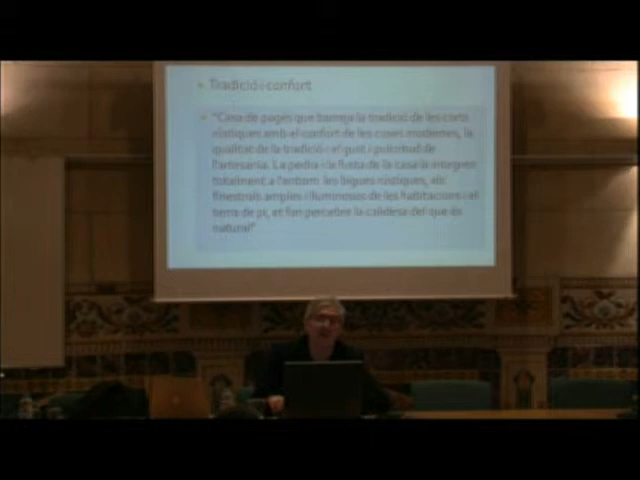 Tradició i confort
"Casa de pagès que barreja la tradició de les cases
rústiques amb el confort de les cases modernes, la
qualitat de la tradició i el gust i pulcritud de
l'artesania. La pedra i la fusta de la casa la integren
totalment a l'entorn: les bigues rústiques, els
finestrals amples i lluminosos de les habitacions i el
terra de pi, et fan percebre la calidesa del que és
natural"